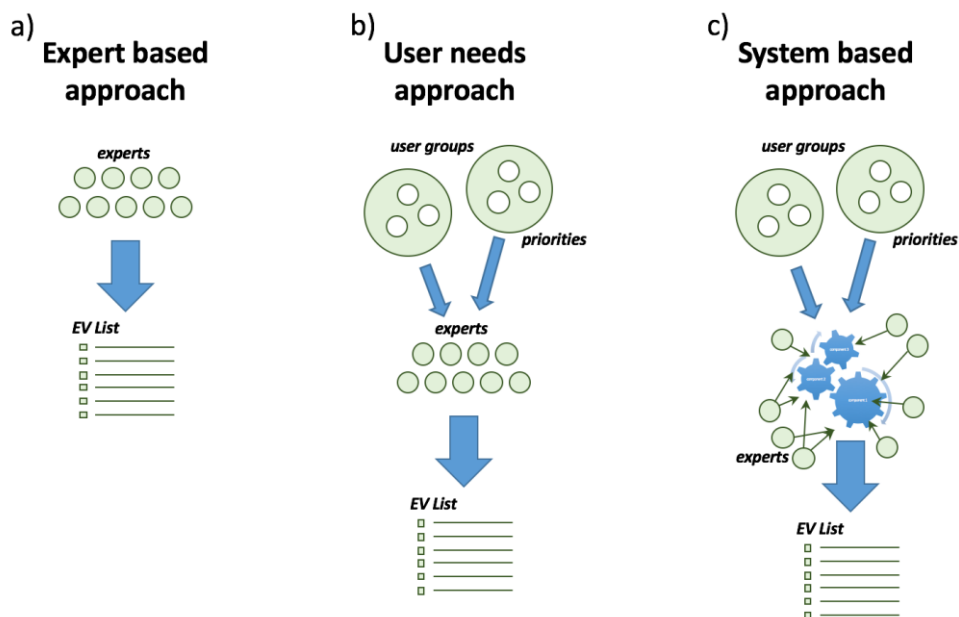 a)
Expert based
approach
experts
EV List
b)
User needs
approach
user groups
priorities
experts
EV List
c)
System based
approach
user groups
priorities
experts
EV List